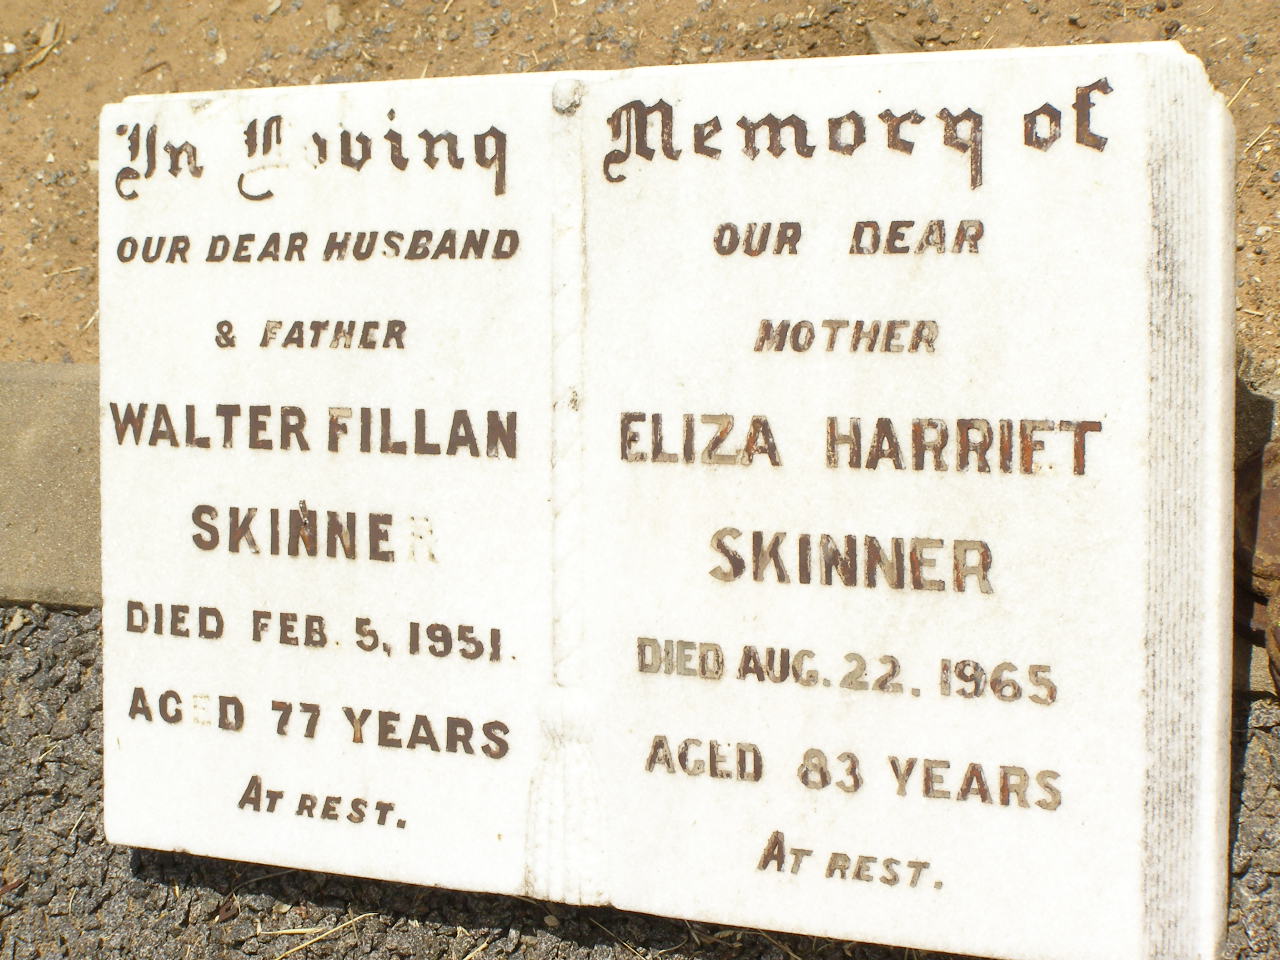 In Loving
OUR DEAR HUSBAND
& FATHER
WALTER FILLAN
SKINNER
DIED FEB. 5, 1951.
AGED 77 YEARS
AT REST.
Memory of
OUR DEAR
MOTHER
ELIZA HARRIET
SKINNER
DIED AUG. 22. 1965
AGED 83 YEARS
AT REST.